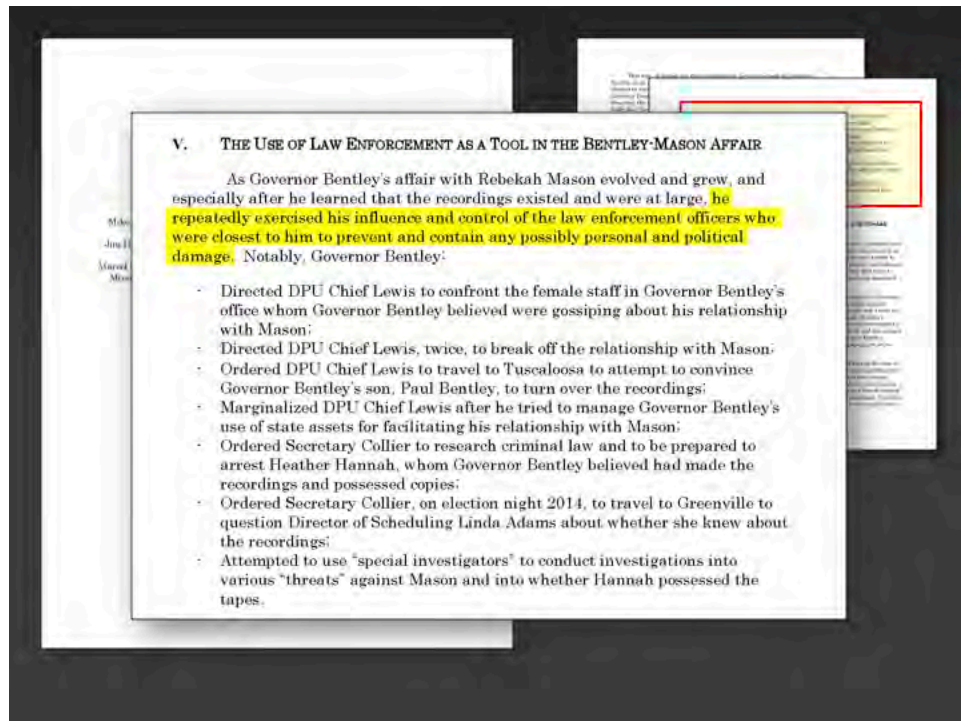 V. THE USE OF LAW ENFORCEMENT AS A TOOL IN THE BENTLEY-MASON AFFAIR
As Governor Bentley's affair with Rebekah Mason evolved and grew, and
especially after he learned that the recordings existed and were at large, he
repeatedly exercised his influence and control of the law enforcement officers who
were closest to him to prevent and contain any possibly personal and political
damage. Notably, Governor Bentley:
- Directed DPU Chief Lewis to confront the female staff in Governor Bentley's
office whom Governor Bentley believed were gossiping about his relationship
with Mason;
- Directed DPU Chief Lewis, twice, to break off the relationship with Mason;
- Ordered DPU Chief Lewis to travel to Tuscaloosa to attempt to convince
Governor Bentley's son, Paul Bentley, to turn over the recordings;
- Marginalized DPU Chief Lewis after he tried to manage Governor Bentley's
use of state assets for facilitating his relationship with Mason;
- Ordered Secretary Collier to research criminal law and to be prepared to
arrest Heather Hannah, whom Governor Bentley believed had made the
recordings and possessed copies;
- Ordered Secretary Collier, on election night 2014, to travel to Greenville to
question Director of Scheduling Linda Adams about whether she knew about
the recordings;
- Attempted to use "special investigators" to conduct investigations into
various "threats" against Mason and into whether Hannah possessed the
tapes.